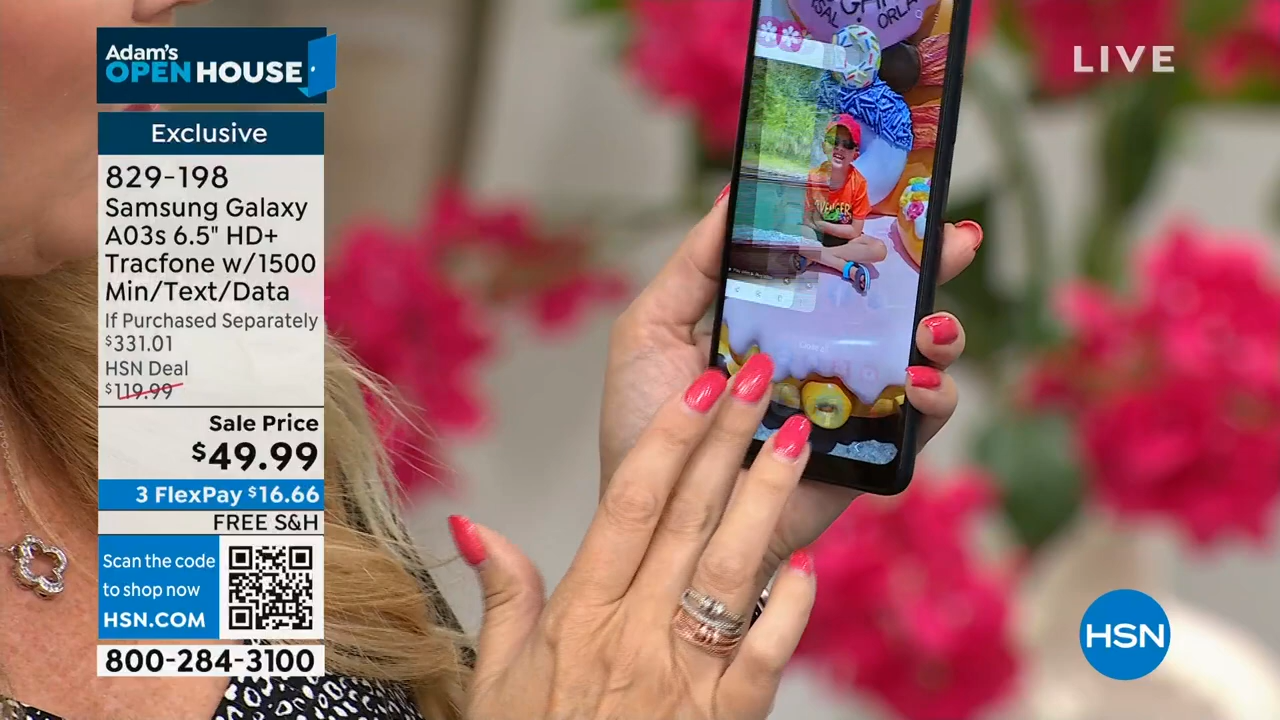 Adam's
OPEN HOUSE
Exclusive
829-198
Samsung Galaxy
A03s 6.5" HD+
Tracfone w/1500
Min/Text/Data
If Purchased Separately
$331.01
HSN Deal
$119.99
Sale Price
$49.99
3 FlexPay $16.66
FREE S&H
Scan the code
to shop now
HSN.COM
800-284-3100
LIVE
HSN